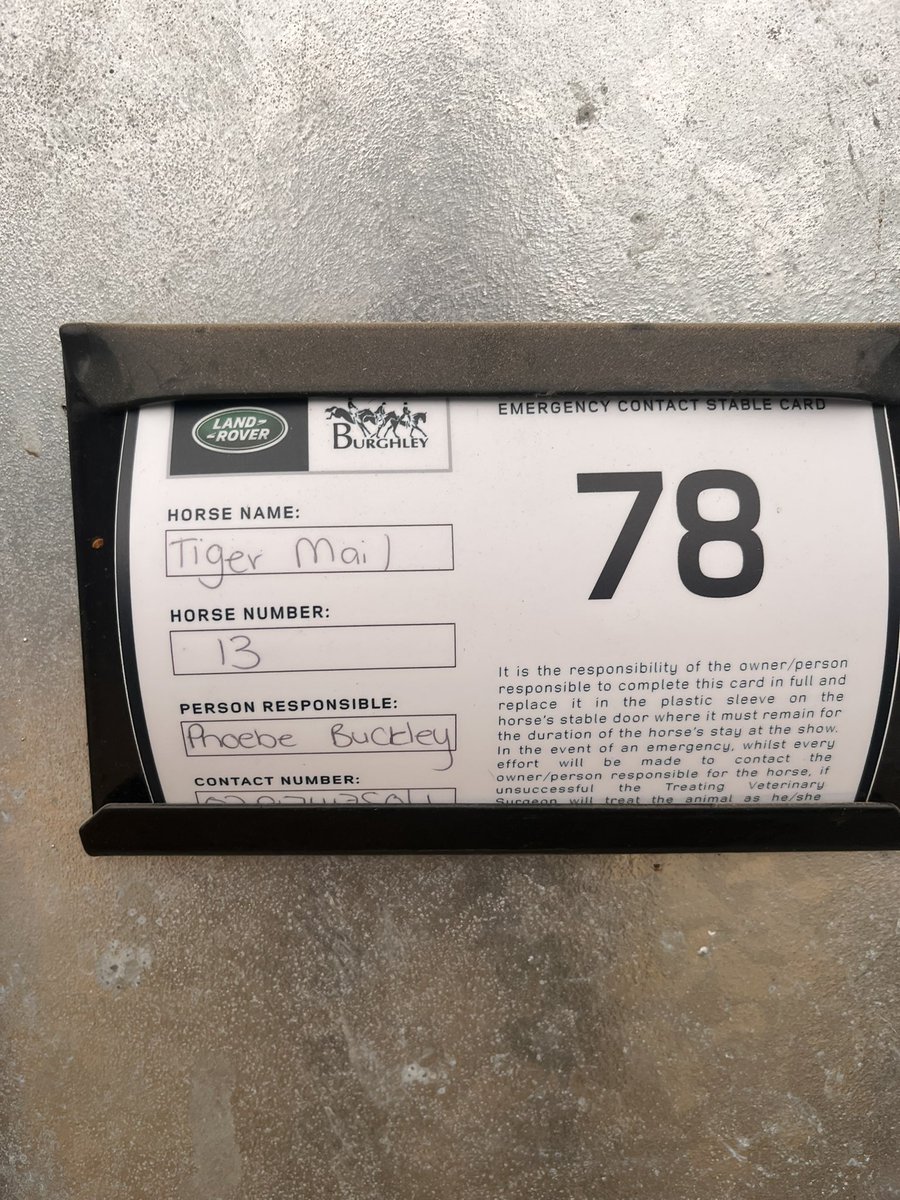 LAND-
-ROVER
BURGHLEY
HORSE NAME:
Tiger Mail
HORSE NUMBER:
13
PERSON RESPONSIBLE:
Phoebe Buckley
CONTACT NUMBER:
EMERGENCY CONTACT STABLE CARD
78
It is the responsibility of the owner/person
responsible to complete this card in full and
replace it in the plastic sleeve on the
horse's stable door where it must remain for
the duration of the horse's stay at the show.
In the event of an emergency, whilst every
effort will be made to contact the
owner/person responsible for the horse, if
unsuccessful the Treating Veterinary
Surgeon will treat the animal as he/she